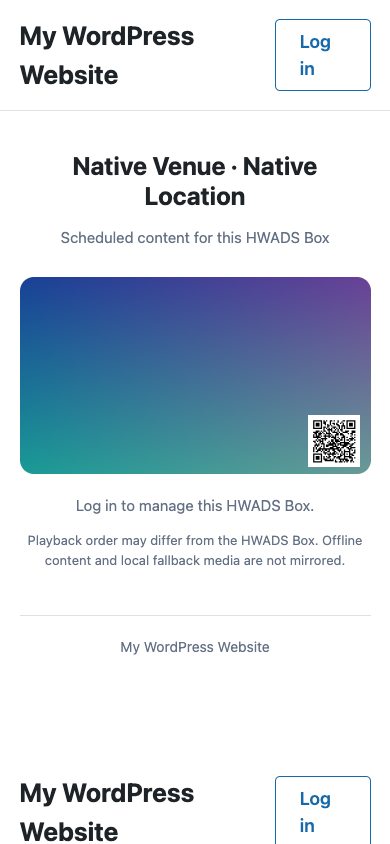 My WordPress
Website
Log
in
Native Venue · Native
Location
Scheduled content for this HWADS Box
Log in to manage this HWADS Box.
Playback order may differ from the HWADS Box. Offline
content and local fallback media are not mirrored.
My WordPress Website
My WordPress
Website
Log
in